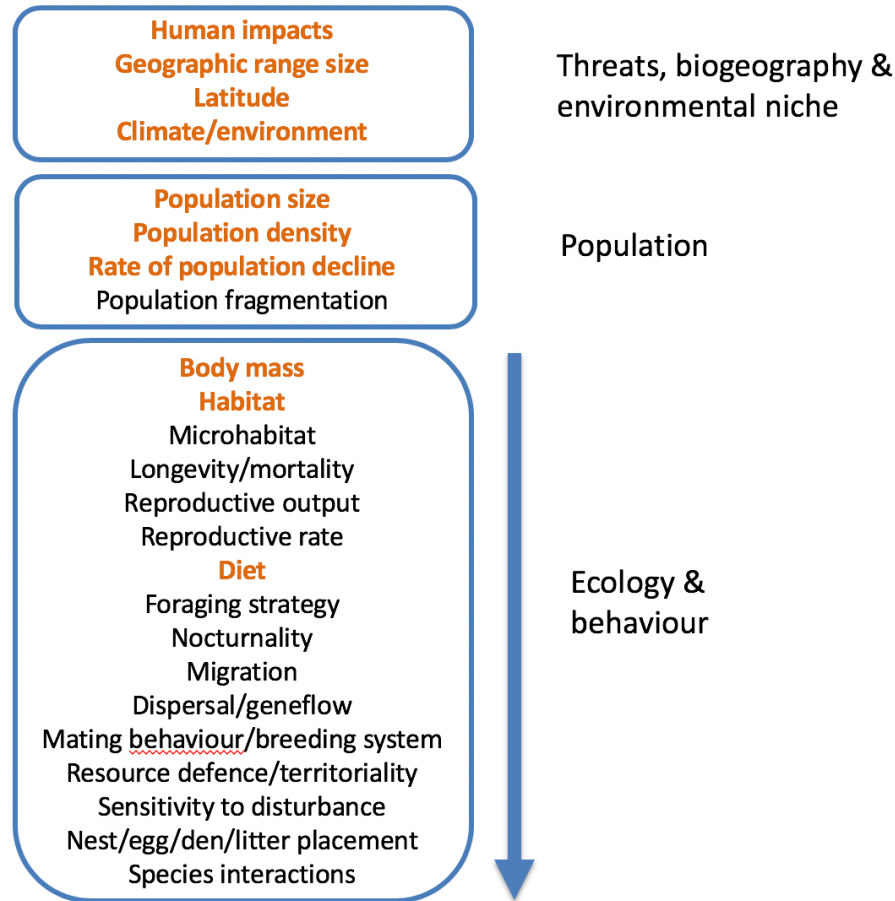 Human impacts
Geographic range size
Latitude
Climate/environment
Threats, biogeography &
environmental niche
Population size
Population density
Rate of population decline
Population fragmentation
Population
Body mass
Habitat
Microhabitat
Longevity/mortality
Reproductive output
Reproductive rate
Diet
Foraging strategy
Nocturnality
Migration
Dispersal/geneflow
Mating behaviour/breeding system
Resource defence/territoriality
Sensitivity to disturbance
Nest/egg/den/litter placement
Species interactions
Ecology &
behaviour